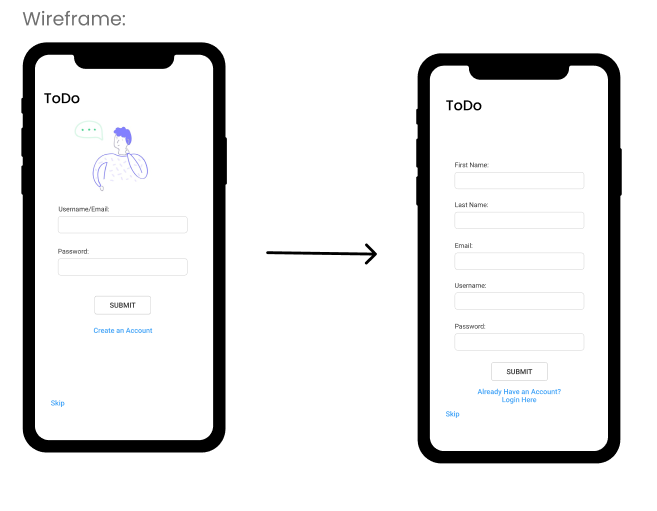 Wireframe:
ToDo
Username/Email:
Password:
SUBMIT
Create an Account
Skip
ToDo
First Name:
Last Name:
Email:
Username:
Password:
SUBMIT
Already Have an Account?
Login Here
Skip